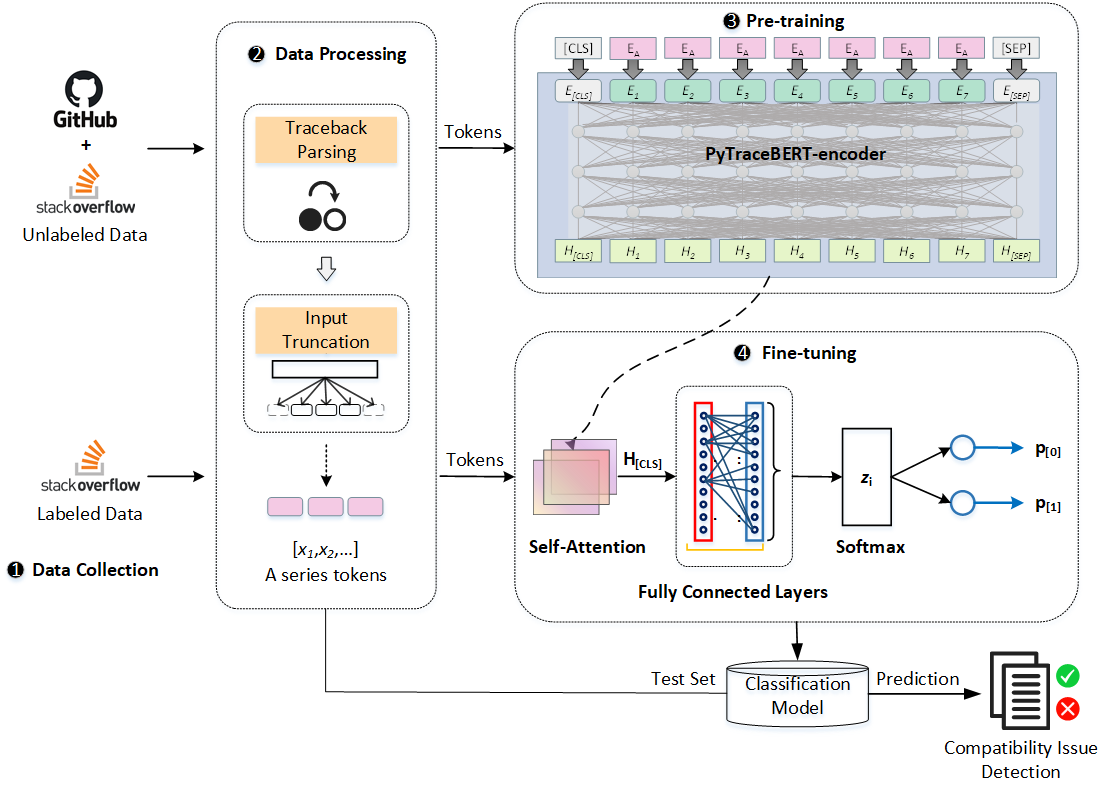 ❸ Pre-training
[CLS] E_A E_A E_A E_A E_A E_A E_A [SEP]
E_[CLS] E_1 E_2 E_3 E_4 E_5 E_6 E_7 E_[SEP]
PyTraceBERT-encoder
H_[CLS] H_1 H_2 H_3 H_4 H_5 H_6 H_7 H_[SEP]
GitHub
+
stackoverflow
Unlabeled Data
❷ Data Processing
Traceback
Parsing
Tokens
Input
Truncation
stackoverflow
Labeled Data
❶ Data Collection
[x_1,x_2,...]
A series tokens
Tokens
❹ Fine-tuning
Self-Attention
H_[CLS]
Fully Connected Layers
z_i
Softmax
p_[0]
p_[1]
Test Set
Classification
Model
Prediction
Compatibility Issue
Detection